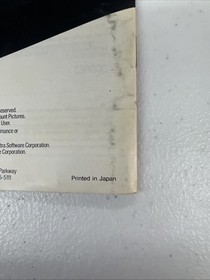 reserved.
ount Pictures.
User.
rmance or
tra Software Corporation.
e Corporation.
Parkway
Printed in Japan